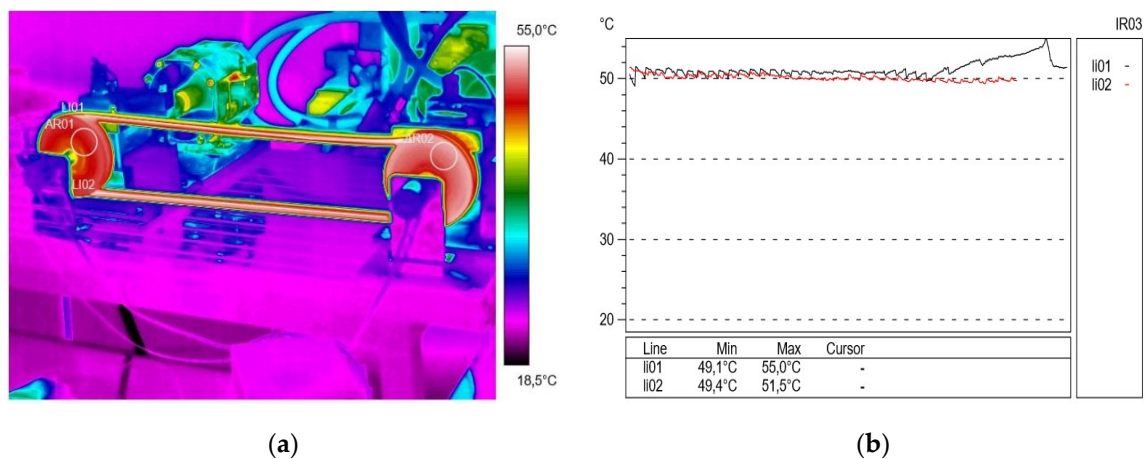 55,0°C
LI01
AR01
AR02
LI02
18,5°C
°C
IR03
50
40
30
20
li01 -
li02 -
Line Min Max Cursor
li01 49,1°C 55,0°C -
li02 49,4°C 51,5°C -
(a)
(b)